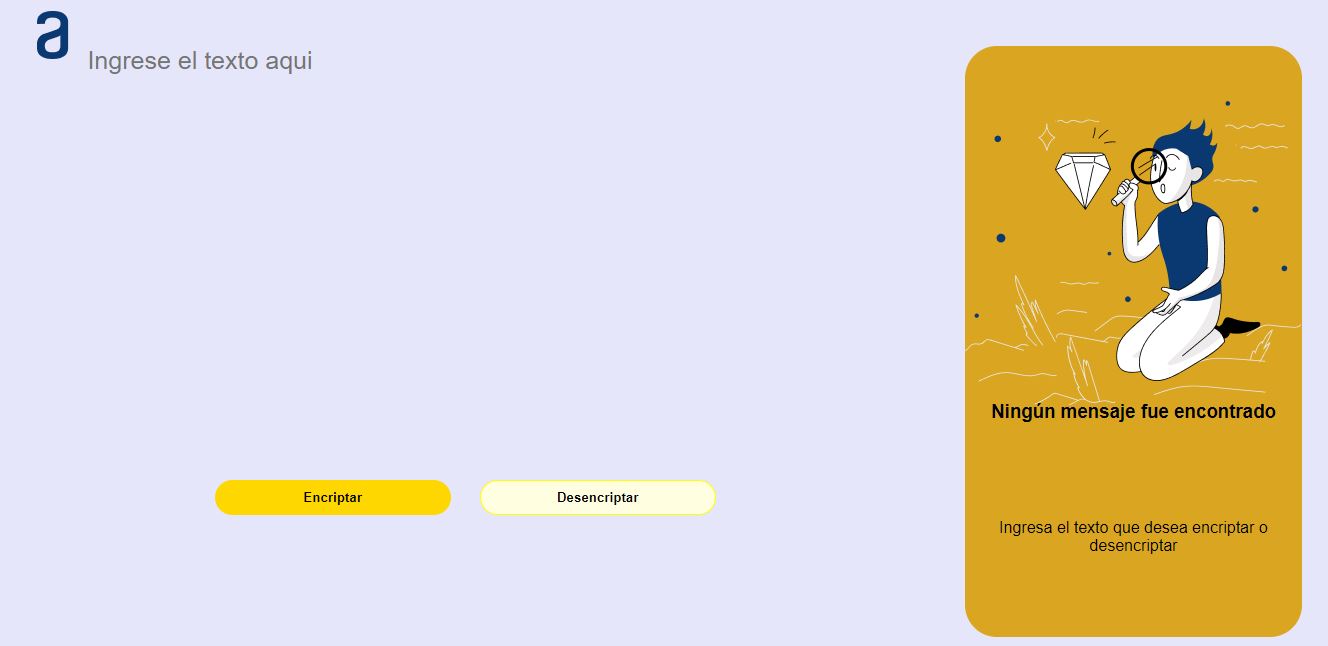 a
Ingrese el texto aqui
Encriptar
Desencriptar
Ningún mensaje fue encontrado
Ingresa el texto que desea encriptar o
desencriptar